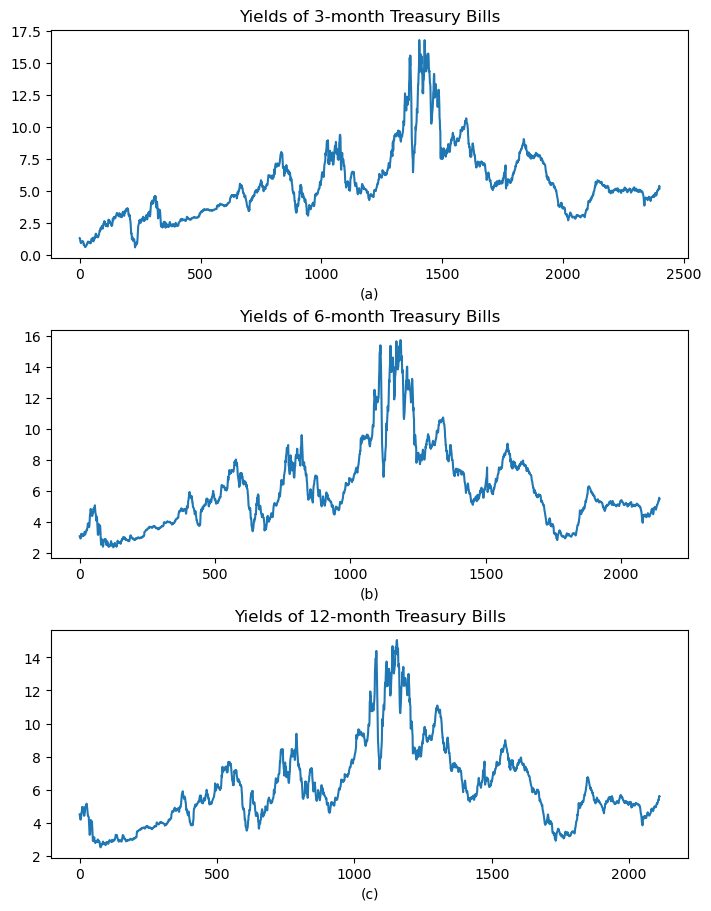 Yields of 3-month Treasury Bills
17.5
15.0
12.5
10.0
7.5
5.0
2.5
0.0
0 500 1000 1500 2000 2500
(a)
Yields of 6-month Treasury Bills
16
14
12
10
8
6
4
2
0 500 1000 1500 2000
(b)
Yields of 12-month Treasury Bills
14
12
10
8
6
4
2
0 500 1000 1500 2000
(c)